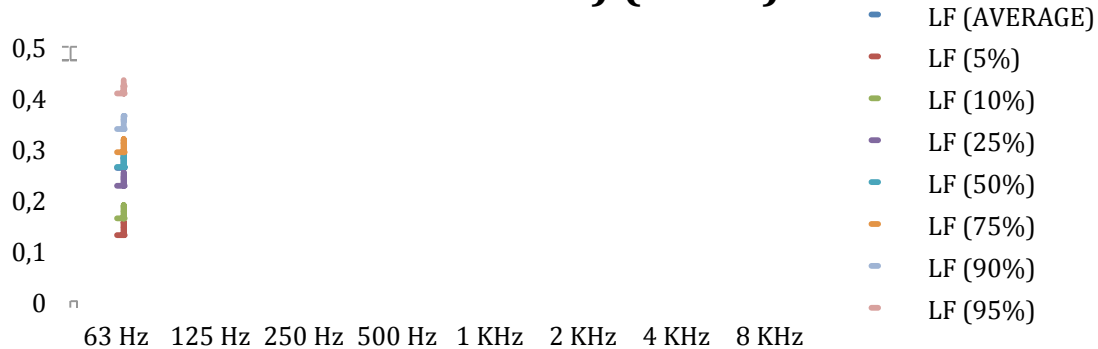 LF (AVERAGE)
LF (5%)
LF (10%)
LF (25%)
LF (50%)
LF (75%)
LF (90%)
LF (95%)
0,5
0,4
0,3
0,2
0,1
0
63 Hz 125 Hz 250 Hz 500 Hz 1 KHz 2 KHz 4 KHz 8 KHz